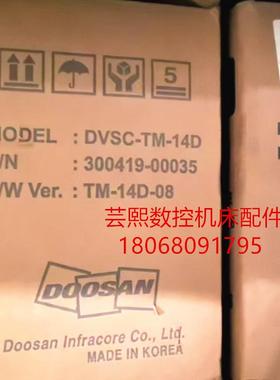 5
MODEL : DVSC-TM-14D
/N : 300419-00035
/W Ver. : TM-14D-08
芸熙数控机床配件
18068091795
DOOSAN
Doosan Infracore Co., Ltd.
MADE IN KOREA